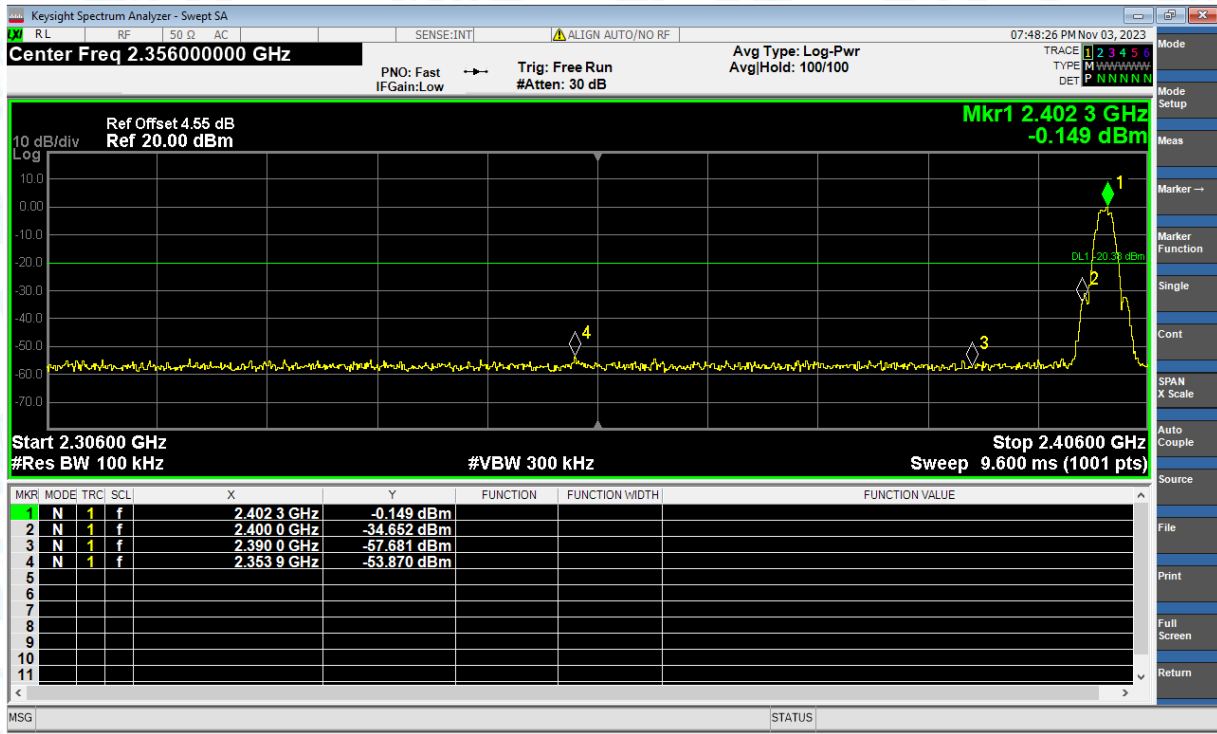 Keysight Spectrum Analyzer - Swept SA
LXI RL RF 50 Ω AC SENSE:INT ALIGN AUTO/NO RF 07:48:26 PM Nov 03, 2023
Center Freq 2.356000000 GHz
PNO: Fast
IFGain:Low
Trig: Free Run
#Atten: 30 dB
Avg Type: Log-Pwr
Avg|Hold: 100/100
TRACE 1 2 3 4 5 6
TYPE M WWWWW
DET P N N N N N
Mkr1 2.402 3 GHz
-0.149 dBm
Ref Offset 4.55 dB
10 dB/div Ref 20.00 dBm
Log
10.0
0.00
-10.0
-20.0
-30.0
-40.0
-50.0
-60.0
-70.0
1
DL1 -20.38 dBm
2
3
4
Start 2.30600 GHz Stop 2.40600 GHz
#Res BW 100 kHz #VBW 300 kHz Sweep 9.600 ms (1001 pts)
MKR MODE TRC SCL X Y FUNCTION FUNCTION WIDTH FUNCTION VALUE
1 N 1 f 2.402 3 GHz -0.149 dBm
2 N 1 f 2.400 0 GHz -34.652 dBm
3 N 1 f 2.390 0 GHz -57.681 dBm
4 N 1 f 2.353 9 GHz -53.870 dBm
5
6
7
8
9
10
11
MSG STATUS
Mode
Mode
Setup
Meas
Marker →
Marker
Function
Single
Cont
SPAN
X Scale
Auto
Couple
Source
File
Print
Full
Screen
Return